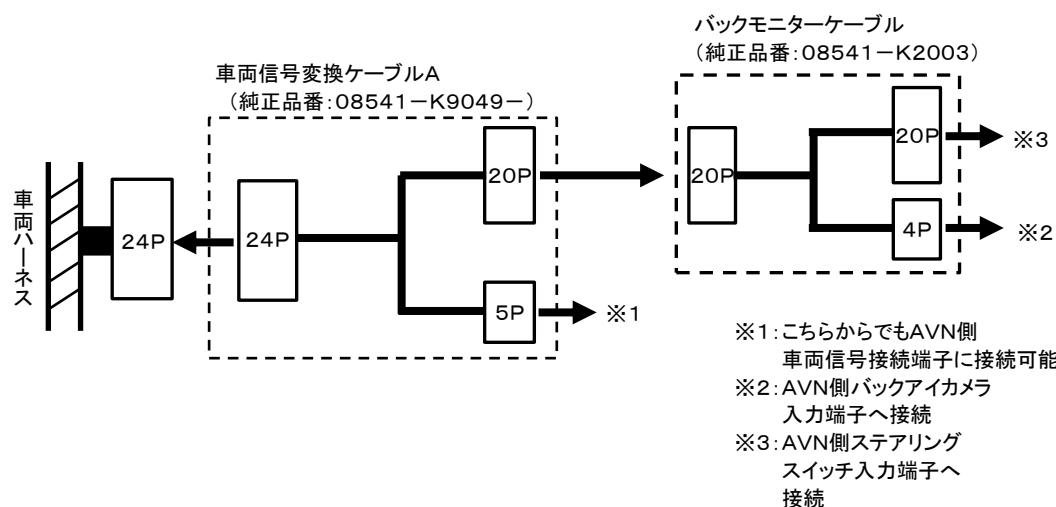 バックモニターケーブル
（純正品番：08541－K2003）
車両信号変換ケーブルA
（純正品番：08541－K9049－）
車両ハーネス
24P
24P
20P
5P
※1
20P
20P
4P
※3
※2
※1：こちらからでもAVN側
車両信号接続端子に接続可能
※2：AVN側バックアイカメラ
入力端子へ接続
※3：AVN側ステアリング
スイッチ入力端子へ
接続